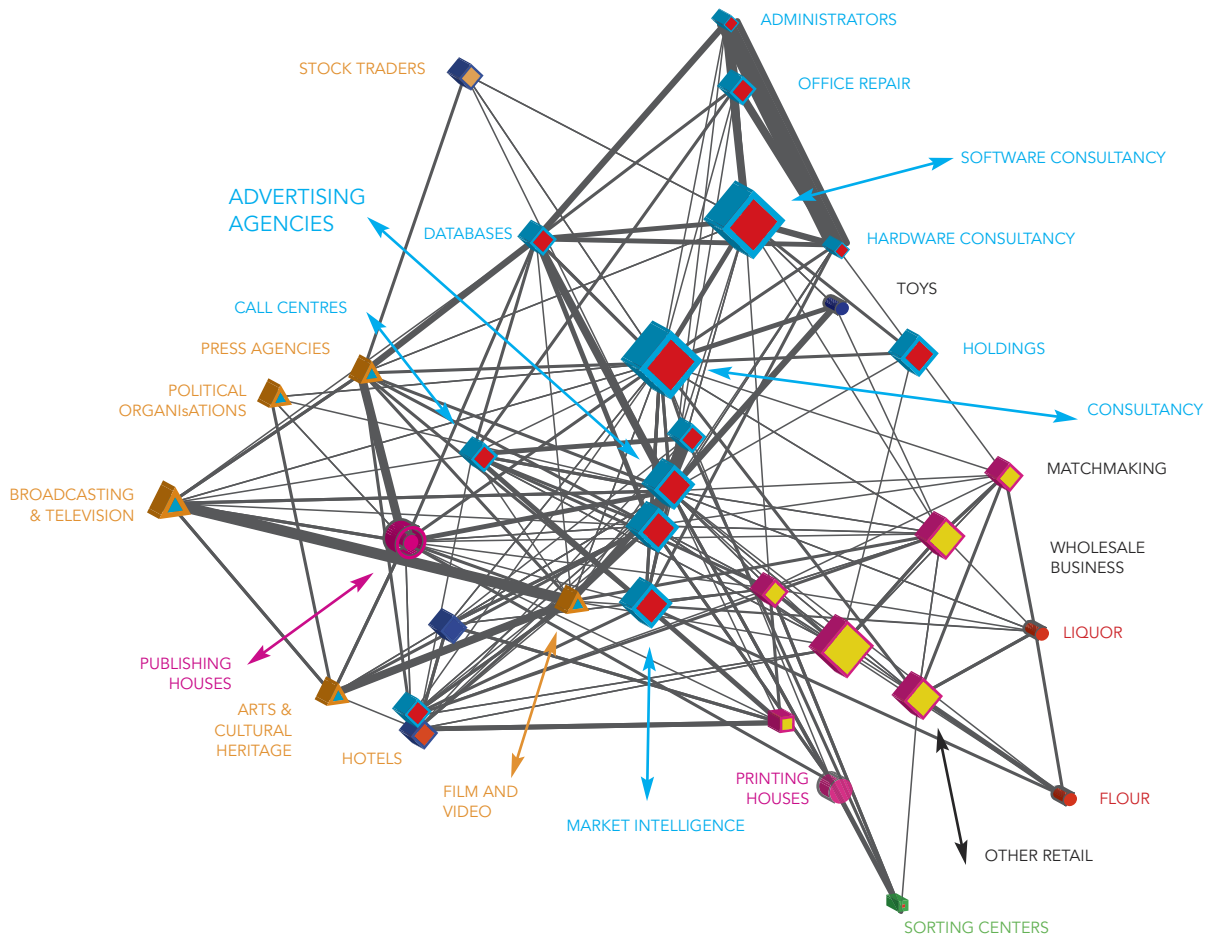 ADMINISTRATORS
STOCK TRADERS
OFFICE REPAIR
SOFTWARE CONSULTANCY
ADVERTISING
AGENCIES
DATABASES
HARDWARE CONSULTANCY
TOYS
CALL CENTRES
PRESS AGENCIES
HOLDINGS
POLITICAL
ORGANIsATIONS
CONSULTANCY
MATCHMAKING
BROADCASTING
& TELEVISION
WHOLESALE
BUSINESS
LIQUOR
PUBLISHING
HOUSES
ARTS &
CULTURAL
HERITAGE
HOTELS
FILM AND
VIDEO
PRINTING
HOUSES
FLOUR
MARKET INTELLIGENCE
OTHER RETAIL
SORTING CENTERS